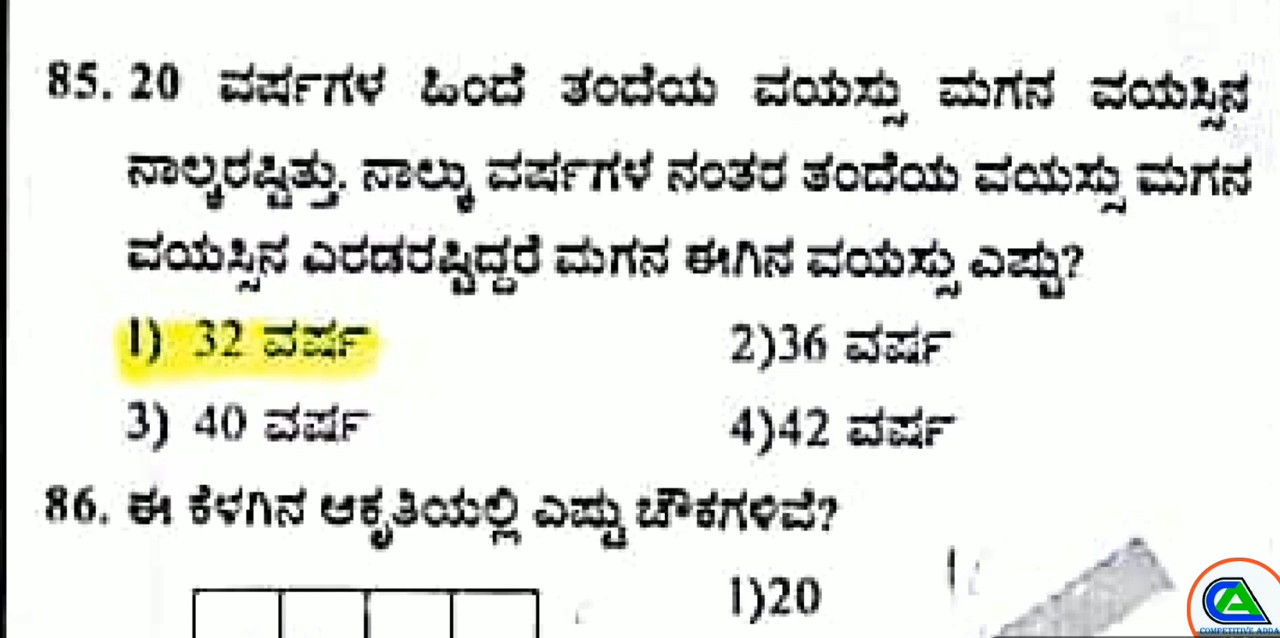 85. 20 ವರ್ಷಗಳ ಹಿಂದೆ ತಂದೆಯ ವಯಸ್ಸು ಮಗನ ವಯಸ್ಸಿನ
ನಾಲ್ಕರಷ್ಟಿತ್ತು. ನಾಲ್ಕು ವರ್ಷಗಳ ನಂತರ ತಂದೆಯ ವಯಸ್ಸು ಮಗನ
ವಯಸ್ಸಿನ ಎರಡರಷ್ಟಿದ್ದರೆ ಮಗನ ಈಗಿನ ವಯಸ್ಸು ಎಷ್ಟು?
1) 32 ವರ್ಷ 2)36 ವರ್ಷ
3) 40 ವರ್ಷ 4)42 ವರ್ಷ
86. ಈ ಕೆಳಗಿನ ಆಕೃತಿಯಲ್ಲಿ ಎಷ್ಟು ಚೌಕಗಳಿವೆ?
1)20
COMPETITIVE ADDA